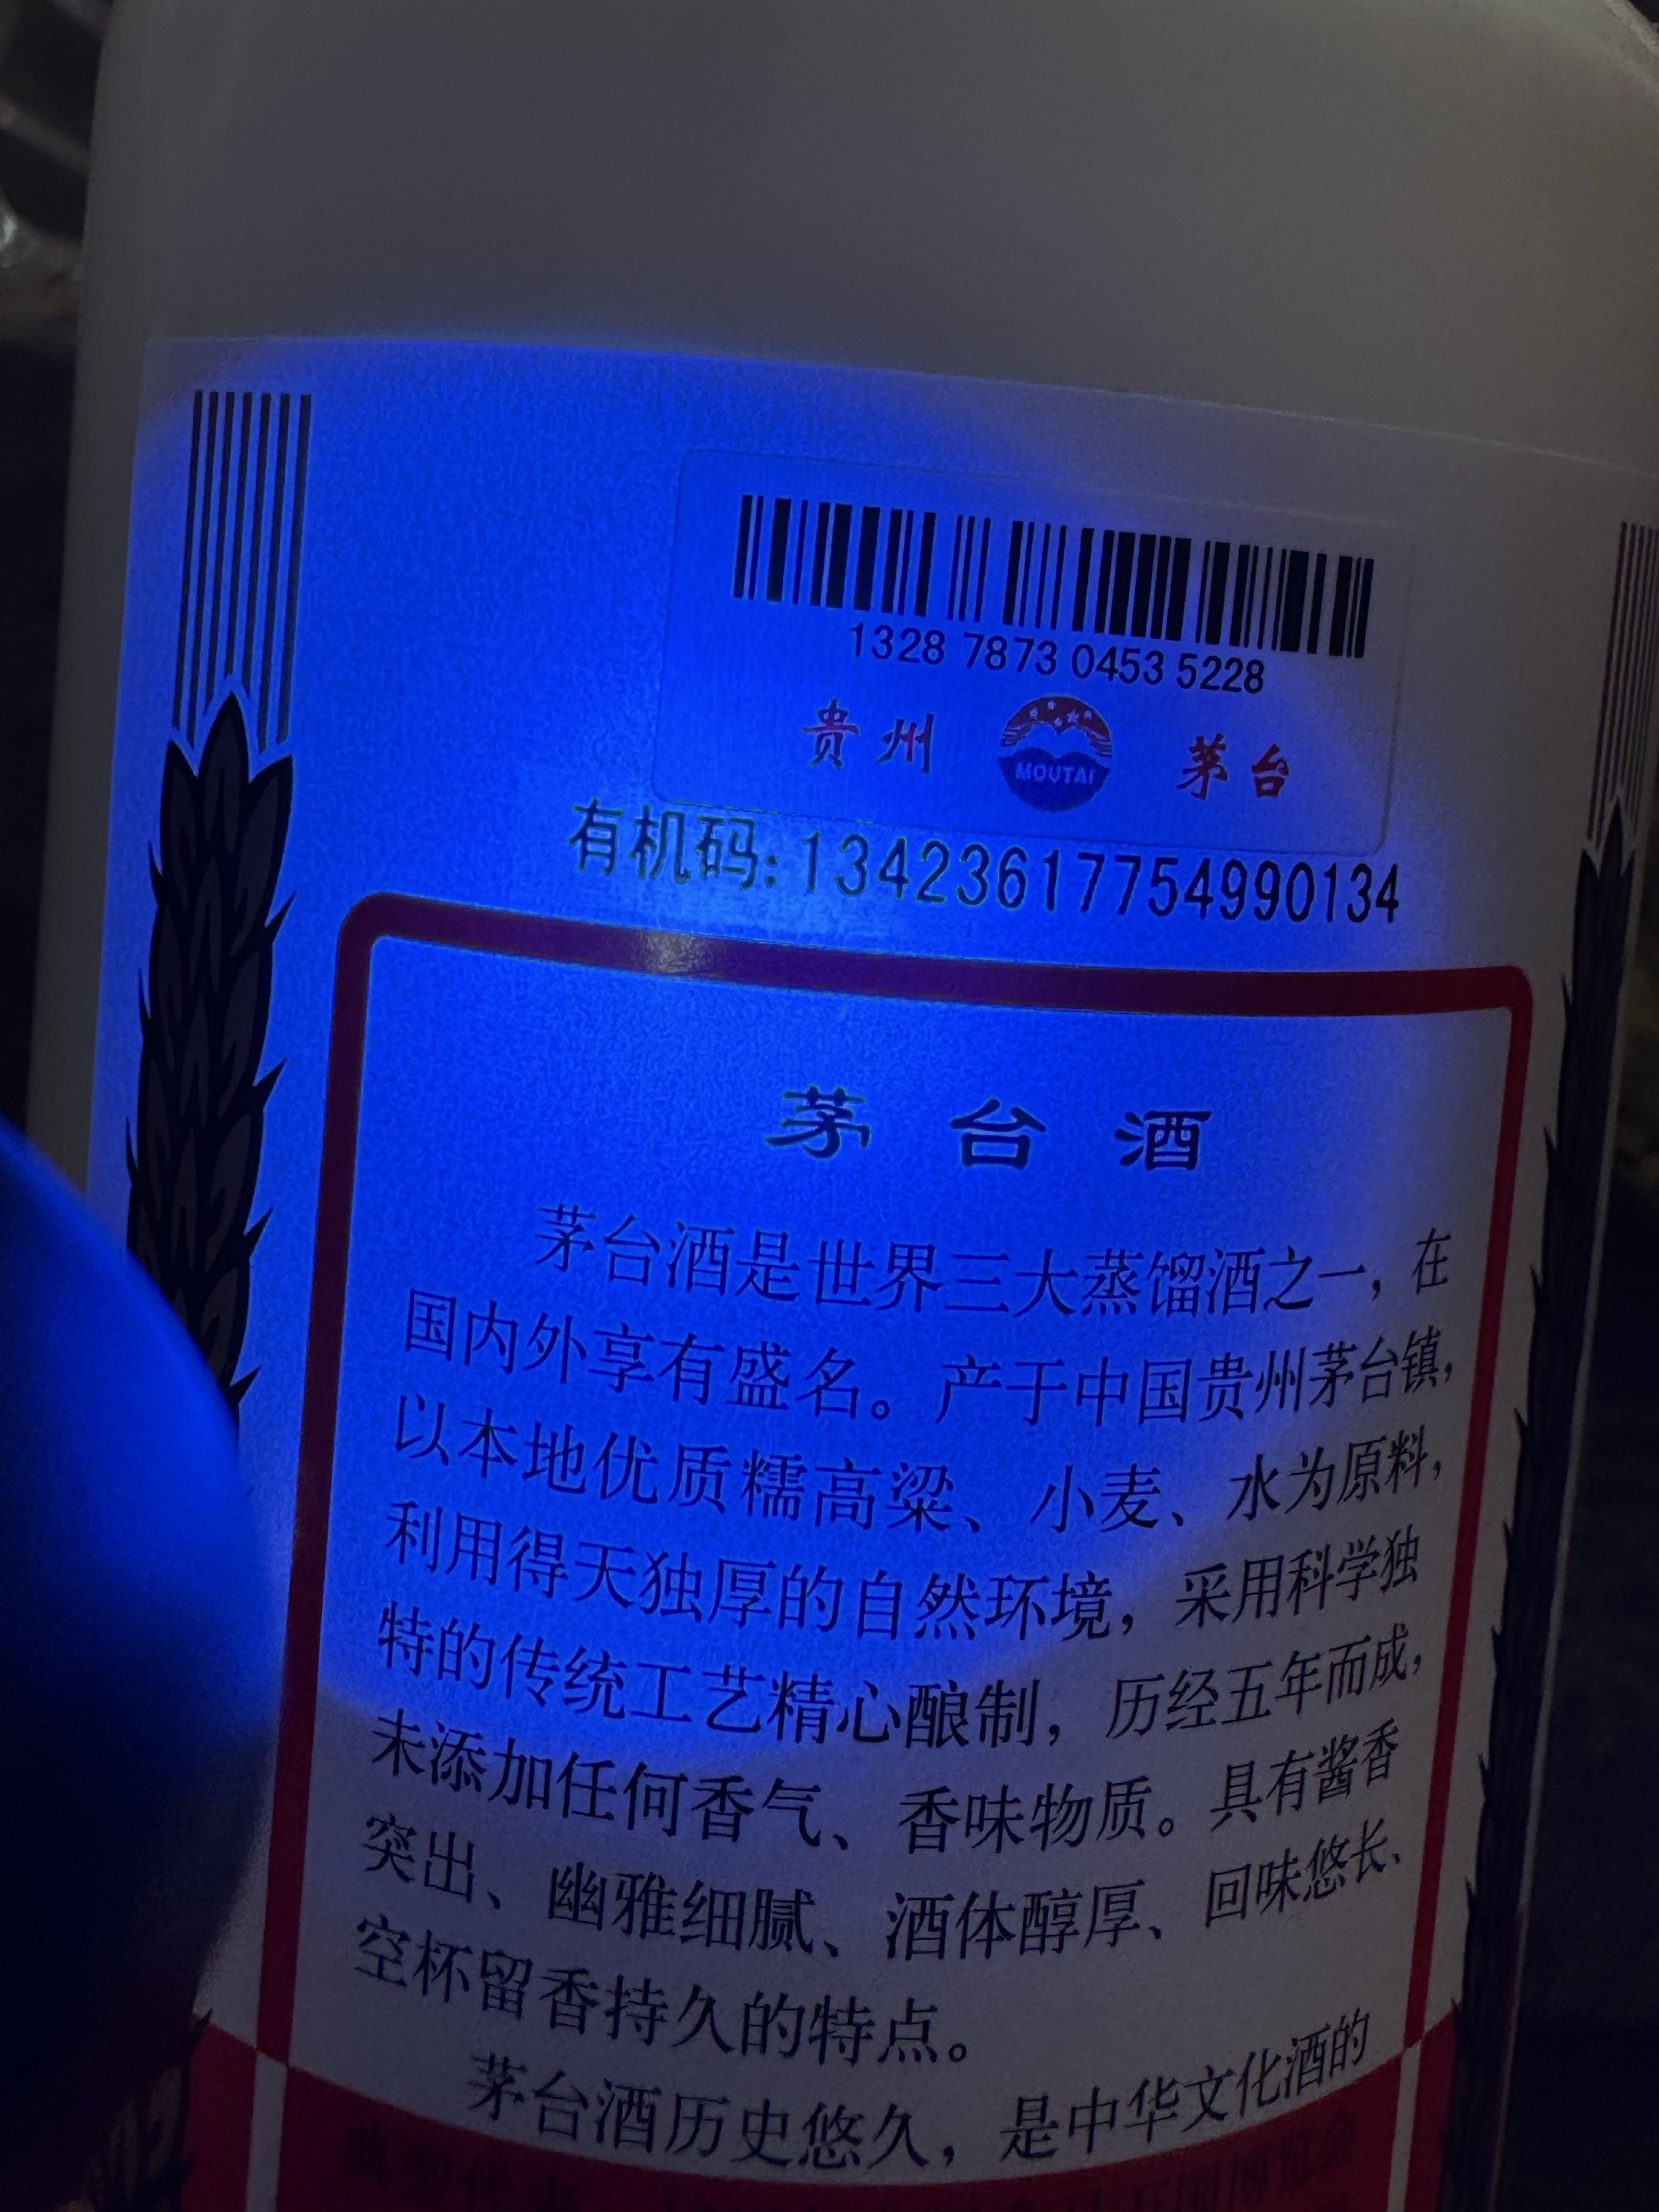 1328 7873 0453 5228
贵州 MOUTAI 茅台
有机码:13423617754990134
茅台酒
茅台酒是世界三大蒸馏酒之一，在
国内外享有盛名。产于中国贵州茅台镇，
以本地优质糯高粱、小麦、水为原料，
利用得天独厚的自然环境，采用科学独
特的传统工艺精心酿制，历经五年而成，
未添加任何香气、香味物质。具有酱香
突出、幽雅细腻、酒体醇厚、回味悠长、
空杯留香持久的特点。
茅台酒历史悠久，是中华文化酒的